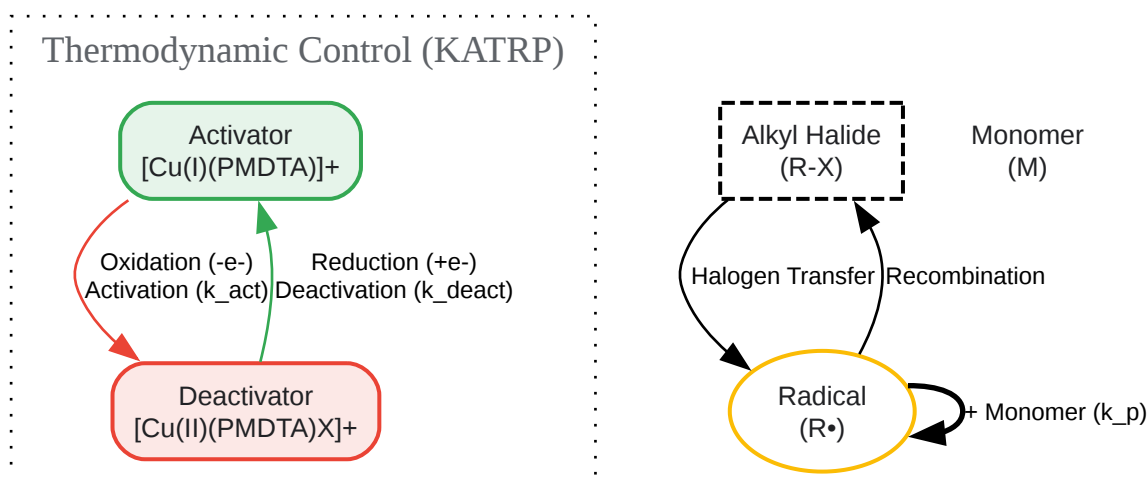 Thermodynamic Control (KATRP)
Activator
[Cu(I)(PMDTA)]+
Oxidation (-e-)
Activation (k_act)
Reduction (+e-)
Deactivation (k_deact)
Deactivator
[Cu(II)(PMDTA)X]+
Alkyl Halide
(R-X)
Monomer
(M)
Halogen Transfer
Recombination
Radical
(R•)
+ Monomer (k_p)